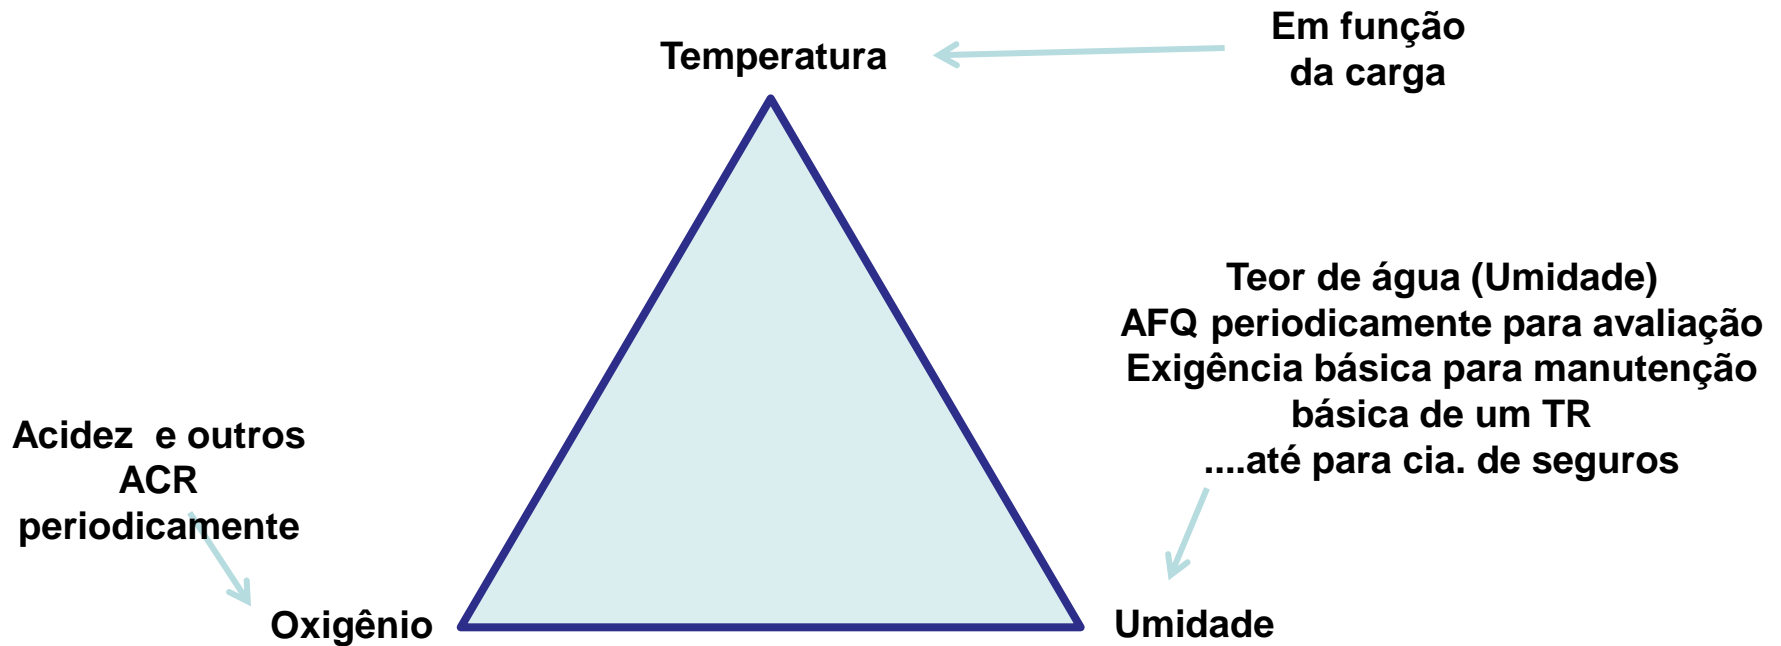 Temperatura
Em função
da carga
Teor de água (Umidade)
AFQ periodicamente para avaliação
Exigência básica para manutenção
básica de um TR
....até para cia. de seguros
Acidez  e outros
ACR
periodicamente
Oxigênio
Umidade